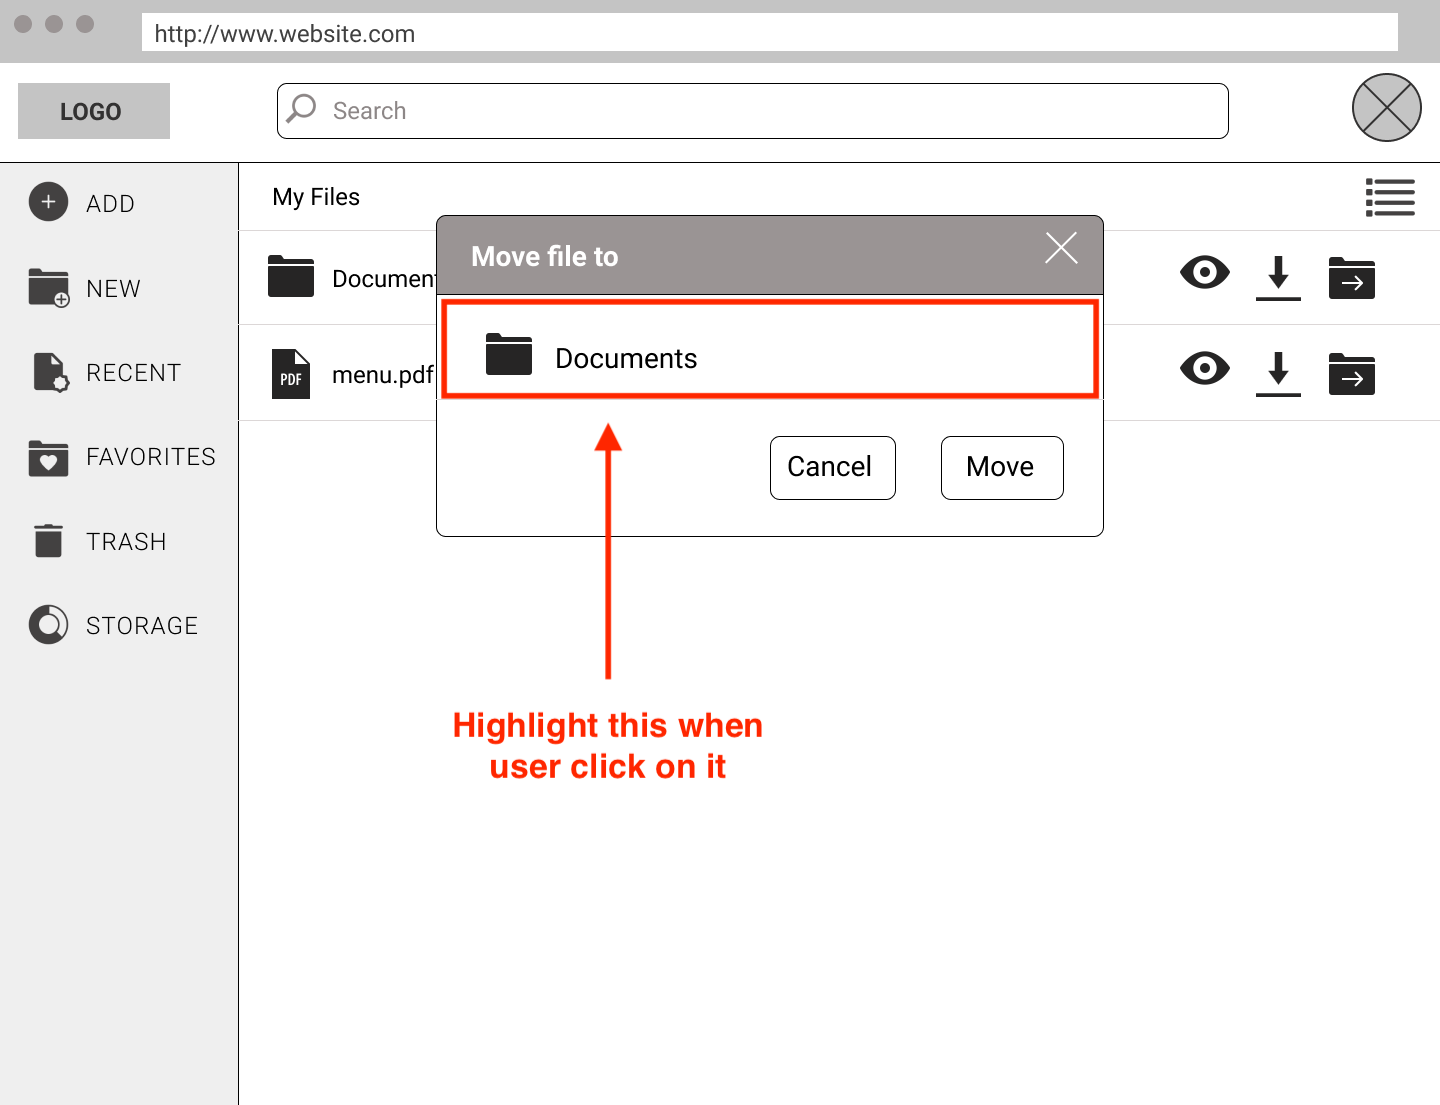 http://www.website.com
LOGO
Search
ADD
NEW
RECENT
FAVORITES
TRASH
STORAGE
My Files
Document
menu.pdf
PDF
Move file to
Documents
Cancel
Move
Highlight this when
user click on it